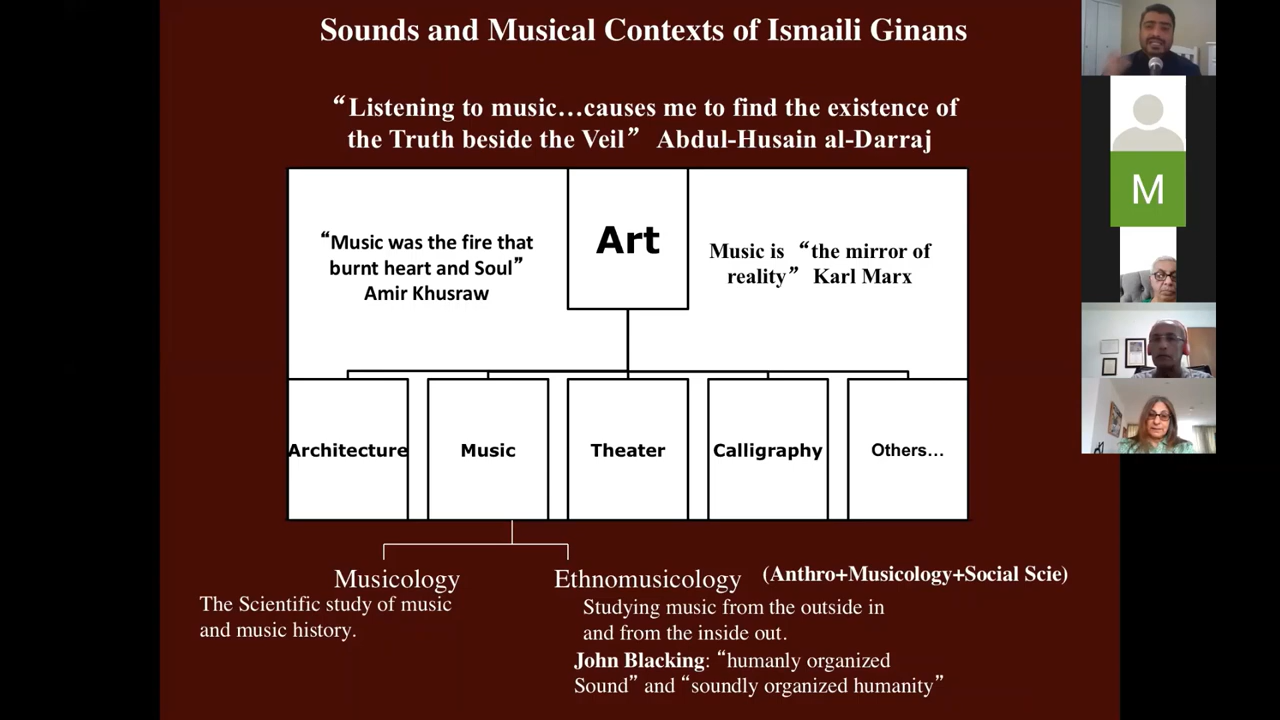 Sounds and Musical Contexts of Ismaili Ginans
“Listening to music…causes me to find the existence of
the Truth beside the Veil” Abdul-Husain al-Darraj
“Music was the fire that
burnt heart and Soul”
Amir Khusraw
Art
Music is “the mirror of
reality” Karl Marx
Architecture
Music
Theater
Calligraphy
Others…
Musicology
The Scientific study of music
and music history.
Ethnomusicology (Anthro+Musicology+Social Scie)
Studying music from the outside in
and from the inside out.
John Blacking: “humanly organized
Sound” and “soundly organized humanity”
M